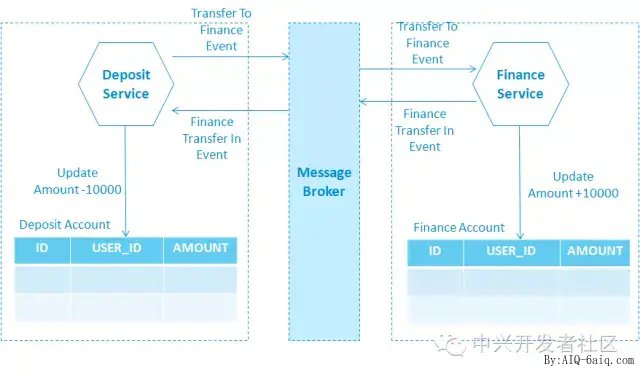 Transfer To
Finance
Event
Deposit
Service
Finance
Transfer In
Event
Update
Amount -10000
Deposit Account
ID USER_ID AMOUNT
Message
Broker
Transfer To
Finance
Event
Finance
Service
Finance
Transfer In
Event
Update
Amount +10000
Finance Account
ID USER_ID AMOUNT
中兴开发者社区
By:AIQ-6aiq.com